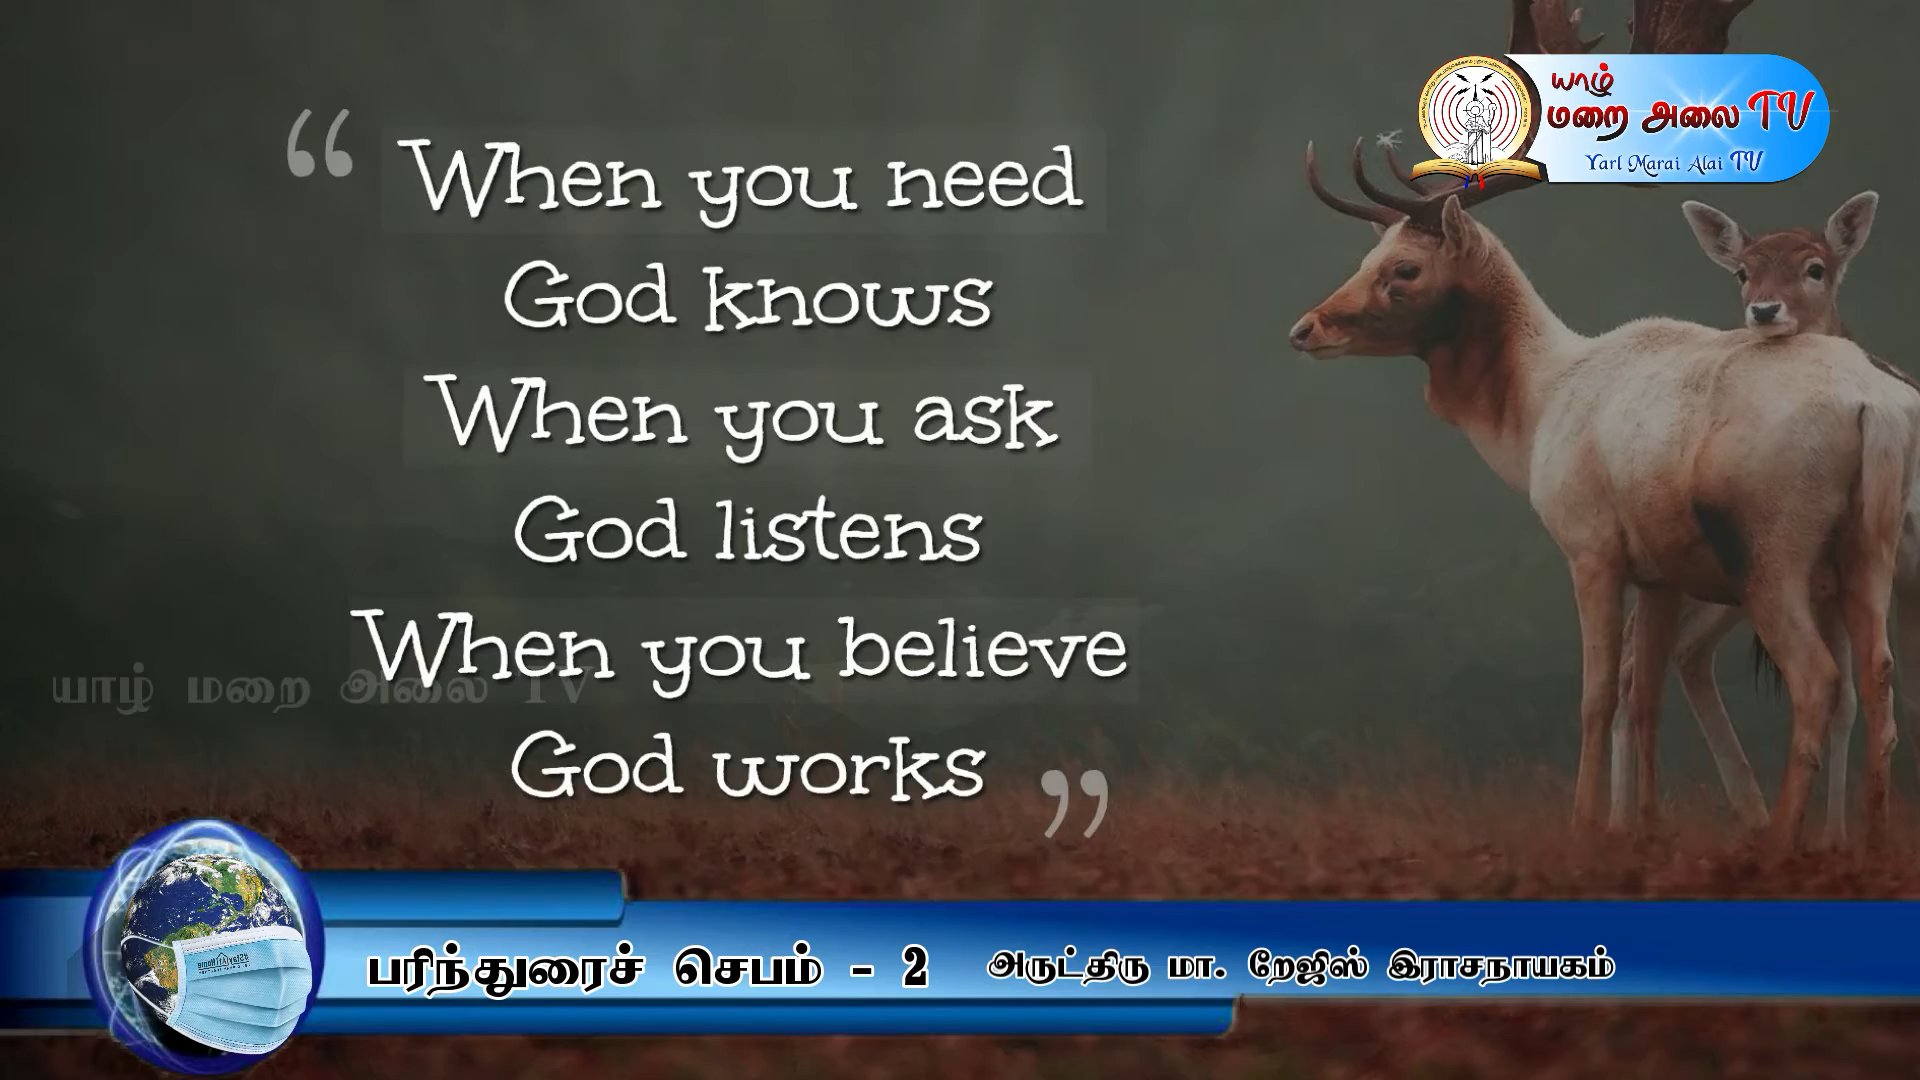 யாழ்
மறை அலை TV
Yarl Marai Alai TV
“ When you need
God knows
When you ask
God listens
When you believe
God works ”
யாழ் மறை அலை TV
பரிந்துரைச் செபம் - 2 அருட்திரு மா. றேஜிஸ் இராசநாயகம்